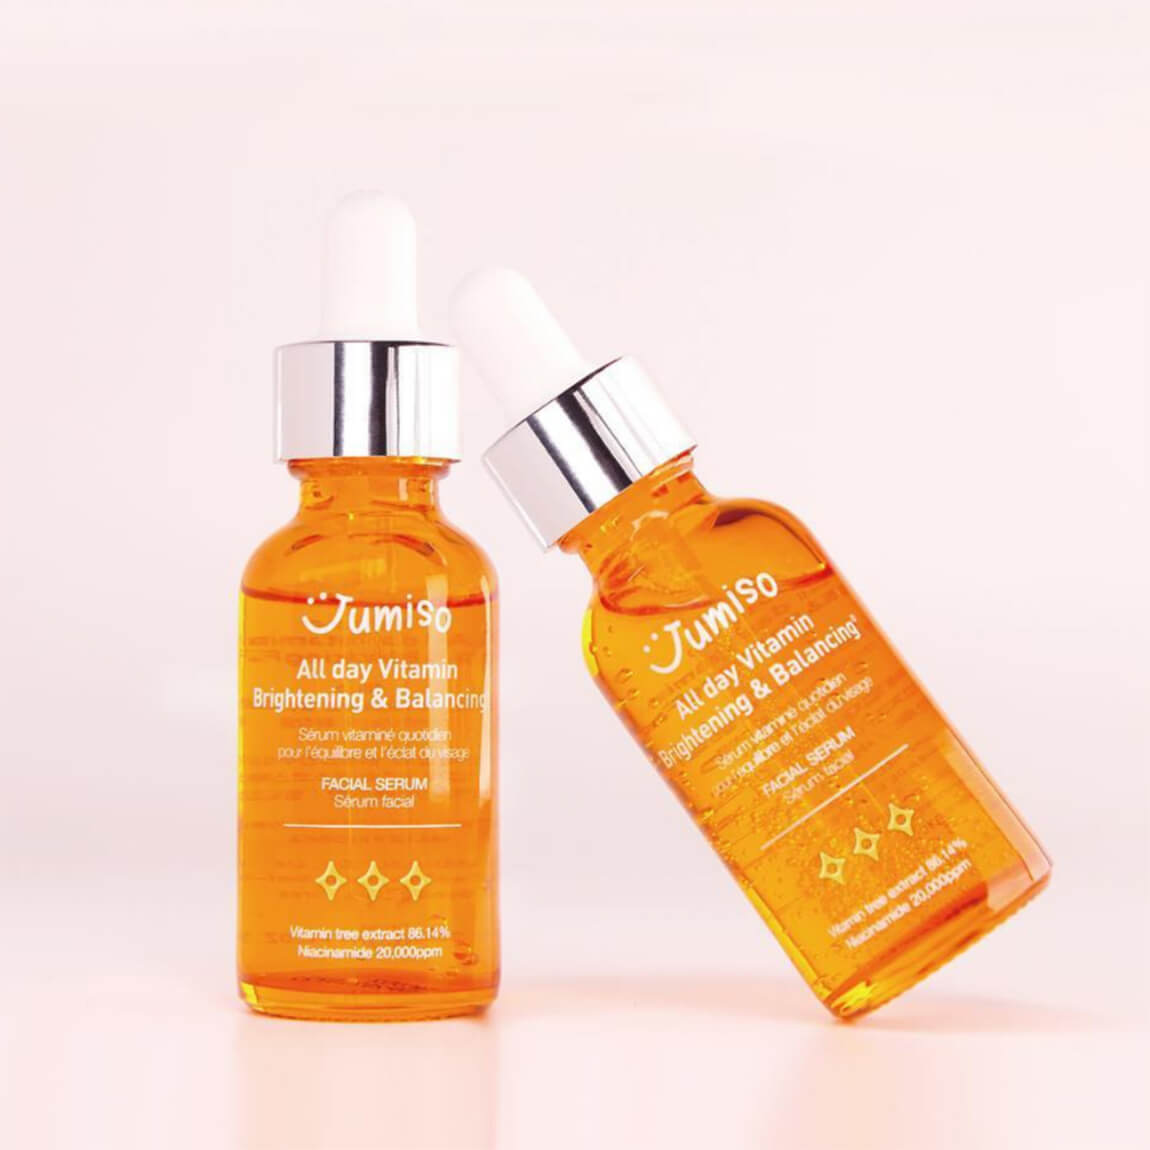 Jumiso
All day Vitamin
Brightening & Balancing
Sérum vitaminé quotidien
pour l'équilibre et l'éclat du visage
FACIAL SERUM
Sérum facial
Vitamin tree extract 86.14%
Niacinamide 20,000ppm
Jumiso
All day Vitamin
Brightening & Balancing
Sérum vitaminé quotidien
pour l'équilibre et l'éclat du visage
FACIAL SERUM
Sérum facial
Vitamin tree extract 86.14%
Niacinamide 20,000ppm